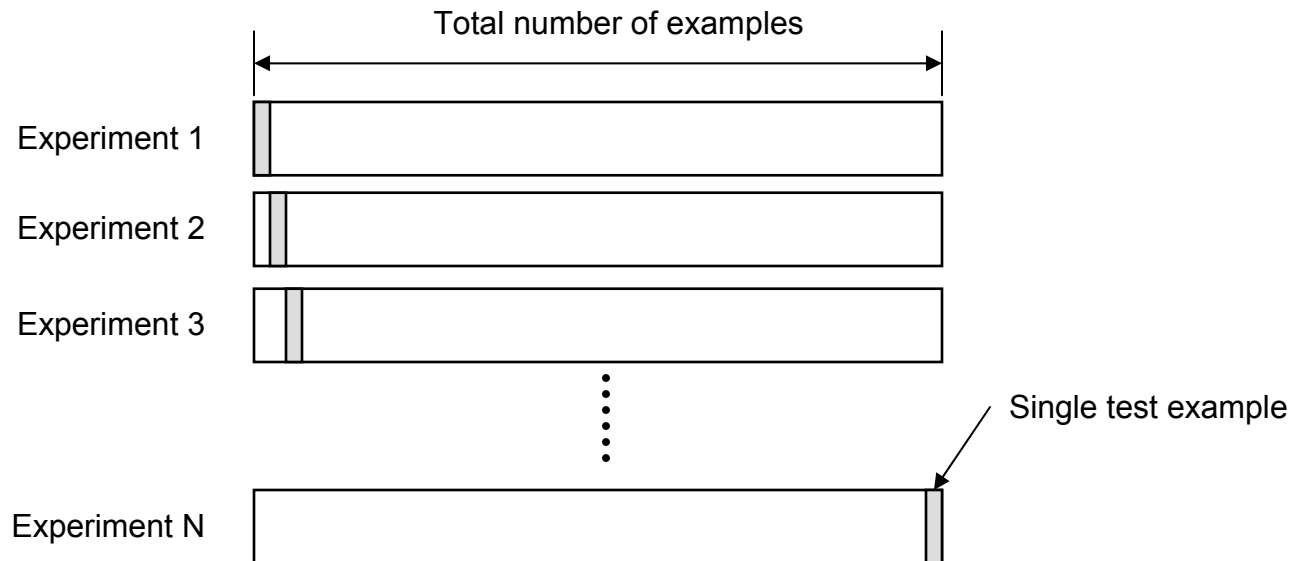 Total number of examples
Experiment 1
Experiment 2
Experiment 3
Single test example
Experiment N